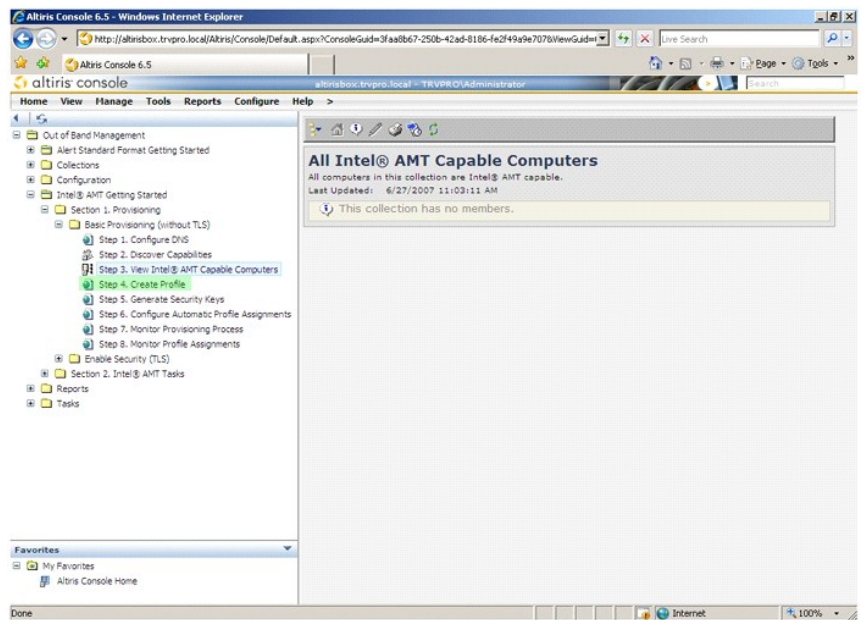 Altiris Console 6.5 - Windows Internet Explorer
http://altirisbox.trvpro.local/Altiris/Console/Default.aspx?ConsoleGuid=3faa8b67-250b-42ad-8186-fe2f49a9e707&ViewGuid=
Live Search
Altiris Console 6.5
Page
Tools
altiris console
altirisbox.trvpro.local - TRVPRO\Administrator
Search
Home View Manage Tools Reports Configure Help >
Out of Band Management
Alert Standard Format Getting Started
Collections
Configuration
Intel® AMT Getting Started
Section 1. Provisioning
Basic Provisioning (without TLS)
Step 1. Configure DNS
Step 2. Discover Capabilities
Step 3. View Intel® AMT Capable Computers
Step 4. Create Profile
Step 5. Generate Security Keys
Step 6. Configure Automatic Profile Assignments
Step 7. Monitor Provisioning Process
Step 8. Monitor Profile Assignments
Enable Security (TLS)
Section 2. Intel® AMT Tasks
Reports
Tasks
All Intel® AMT Capable Computers
All computers in this collection are Intel® AMT capable.
Last Updated: 6/27/2007 11:03:11 AM
This collection has no members.
Favorites
My Favorites
Altiris Console Home
Done
Internet
100%